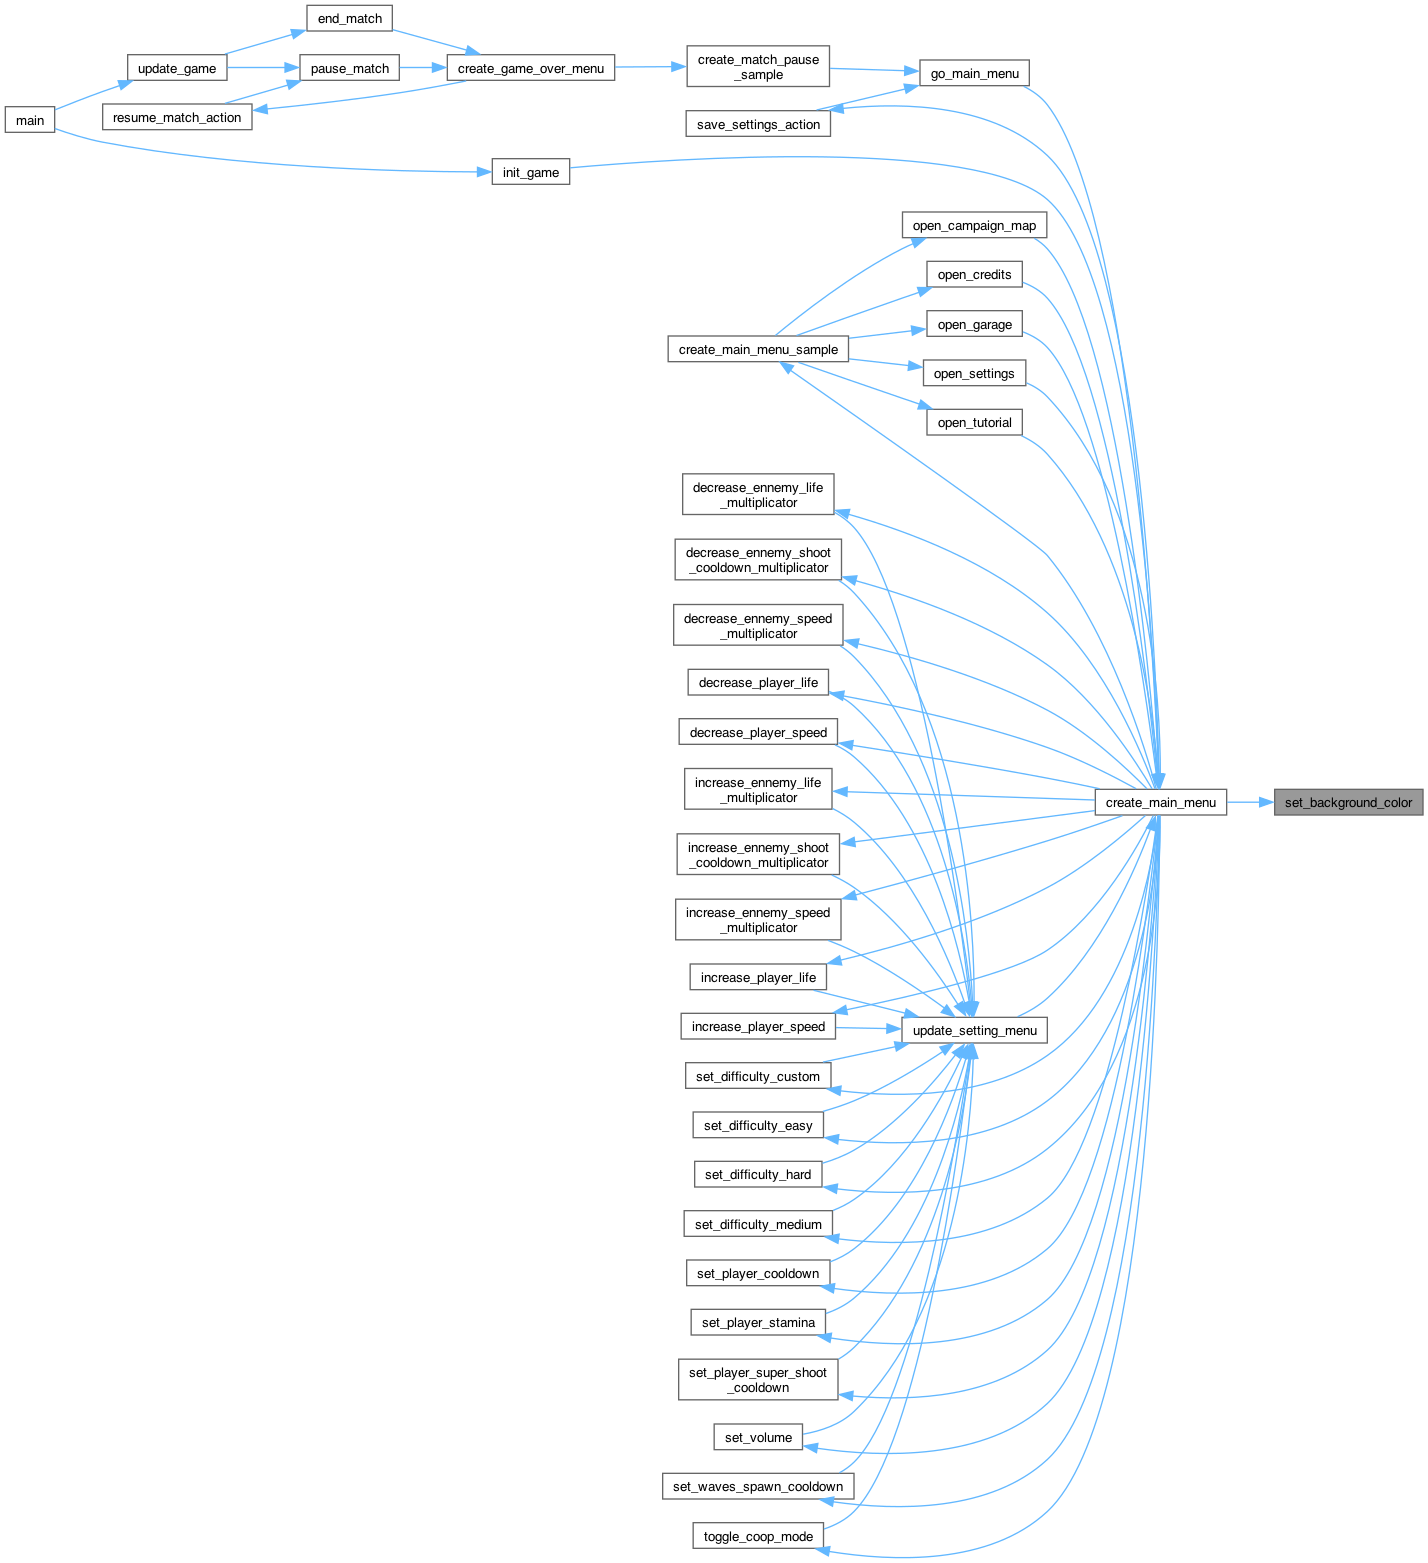 end_match
update_game
pause_match
create_game_over_menu
create_match_pause
_sample
go_main_menu
main
resume_match_action
save_settings_action
init_game
open_campaign_map
open_credits
open_garage
create_main_menu_sample
open_settings
open_tutorial
decrease_ennemy_life
_multiplicator
decrease_ennemy_shoot
_cooldown_multiplicator
decrease_ennemy_speed
_multiplicator
decrease_player_life
decrease_player_speed
increase_ennemy_life
_multiplicator
create_main_menu
set_background_color
increase_ennemy_shoot
_cooldown_multiplicator
increase_ennemy_speed
_multiplicator
increase_player_life
increase_player_speed
update_setting_menu
set_difficulty_custom
set_difficulty_easy
set_difficulty_hard
set_difficulty_medium
set_player_cooldown
set_player_stamina
set_player_super_shoot
_cooldown
set_volume
set_waves_spawn_cooldown
toggle_coop_mode